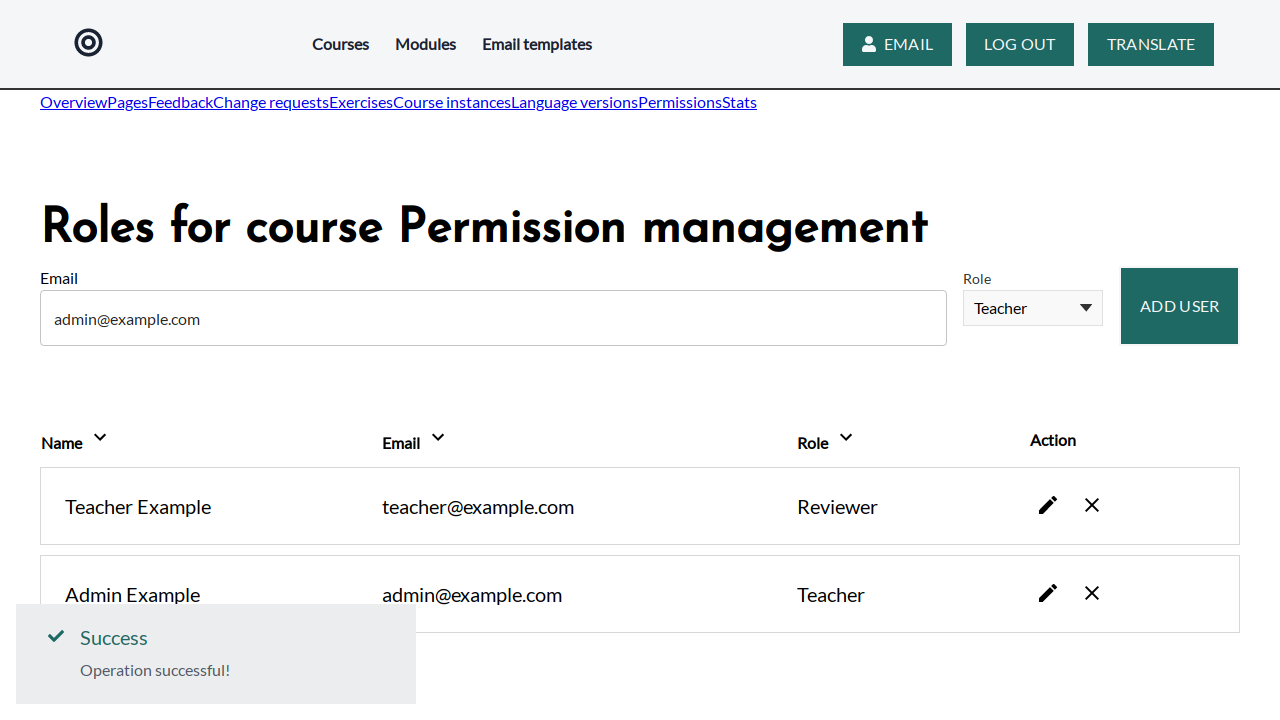 Courses Modules Email templates EMAIL LOG OUT TRANSLATE
OverviewPagesFeedbackChange requestsExercisesCourse instancesLanguage versionsPermissionsStats
Roles for course Permission management
Email Role
admin@example.com Teacher ADD USER
Name Email Role Action
Teacher Example teacher@example.com Reviewer
Admin Example admin@example.com Teacher
Success
Operation successful!